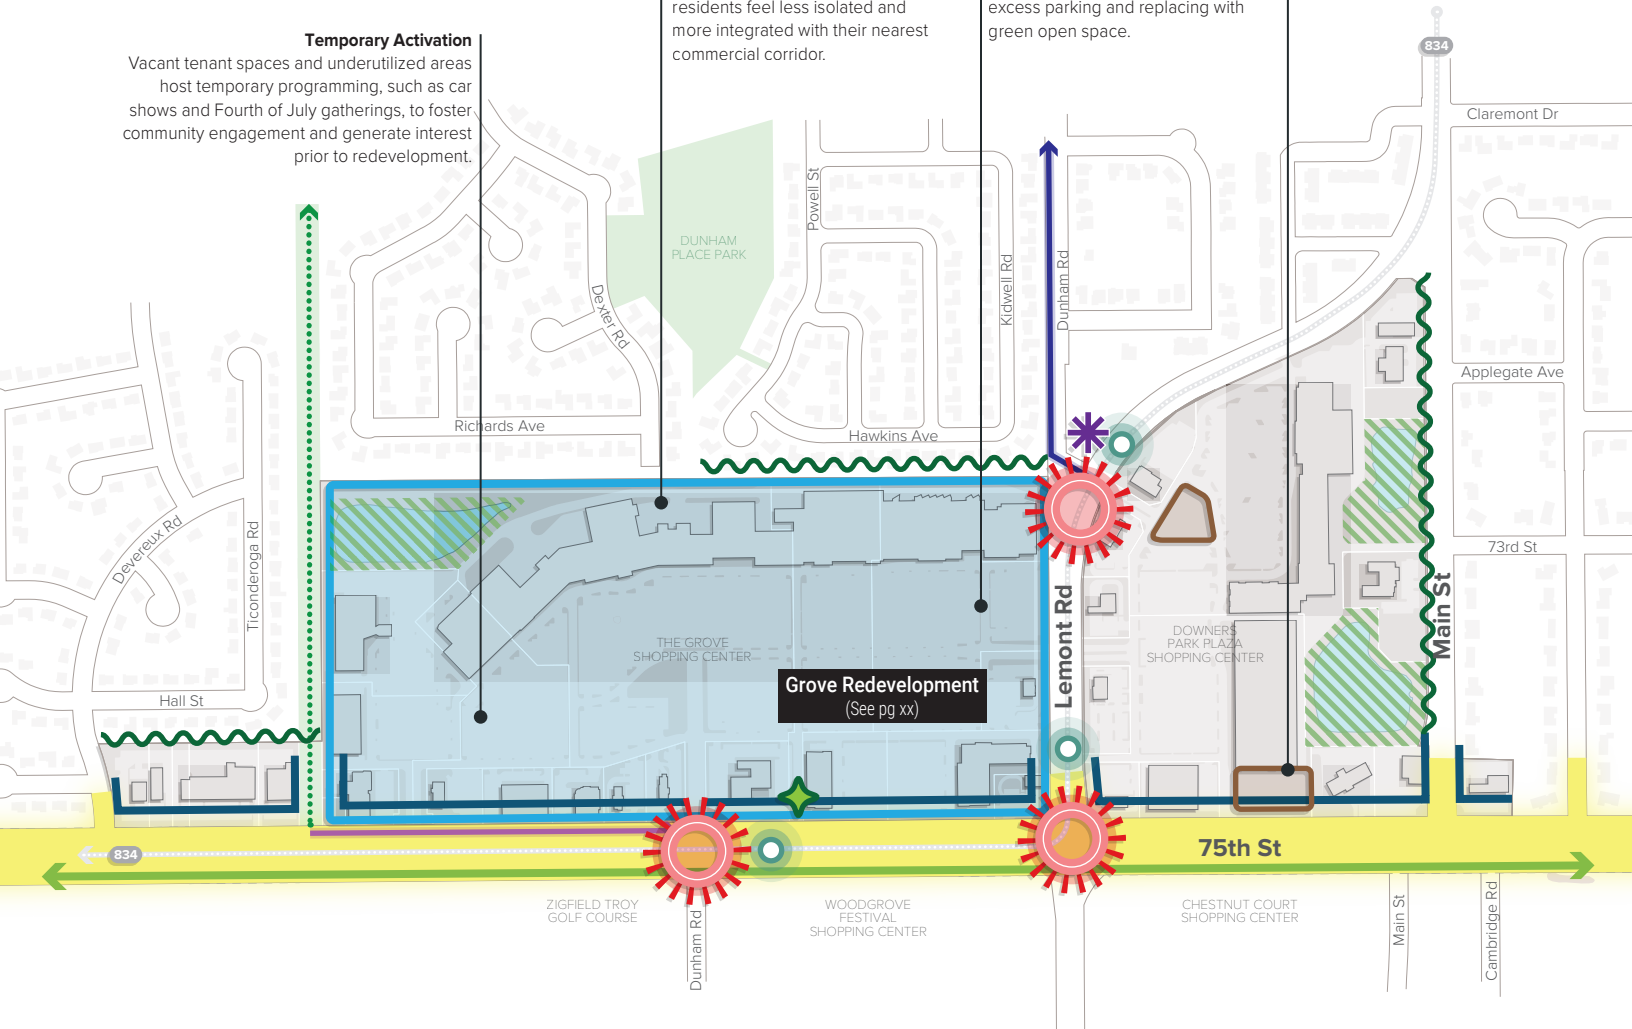 residents feel less isolated and
more integrated with their nearest
commercial corridor.
excess parking and replacing with
green open space.
Temporary Activation
Vacant tenant spaces and underutilized areas
host temporary programming, such as car
shows and Fourth of July gatherings, to foster
community engagement and generate interest
prior to redevelopment.
834
Claremont Dr
Powell St
DUNHAM
PLACE PARK
Kidwell Rd
Dunham Rd
Dexter Rd
Applegate Ave
Richards Ave
Hawkins Ave
Devereux Rd
Ticonderoga Rd
73rd St
Main St
Lemont Rd
THE GROVE
SHOPPING CENTER
DOWNERS
PARK PLAZA
SHOPPING CENTER
Grove Redevelopment
(See pg xx)
Hall St
834
75th St
ZIGFIELD TROY
GOLF COURSE
WOODGROVE
FESTIVAL
SHOPPING CENTER
CHESTNUT COURT
SHOPPING CENTER
Dunham Rd
Main St
Cambridge Rd